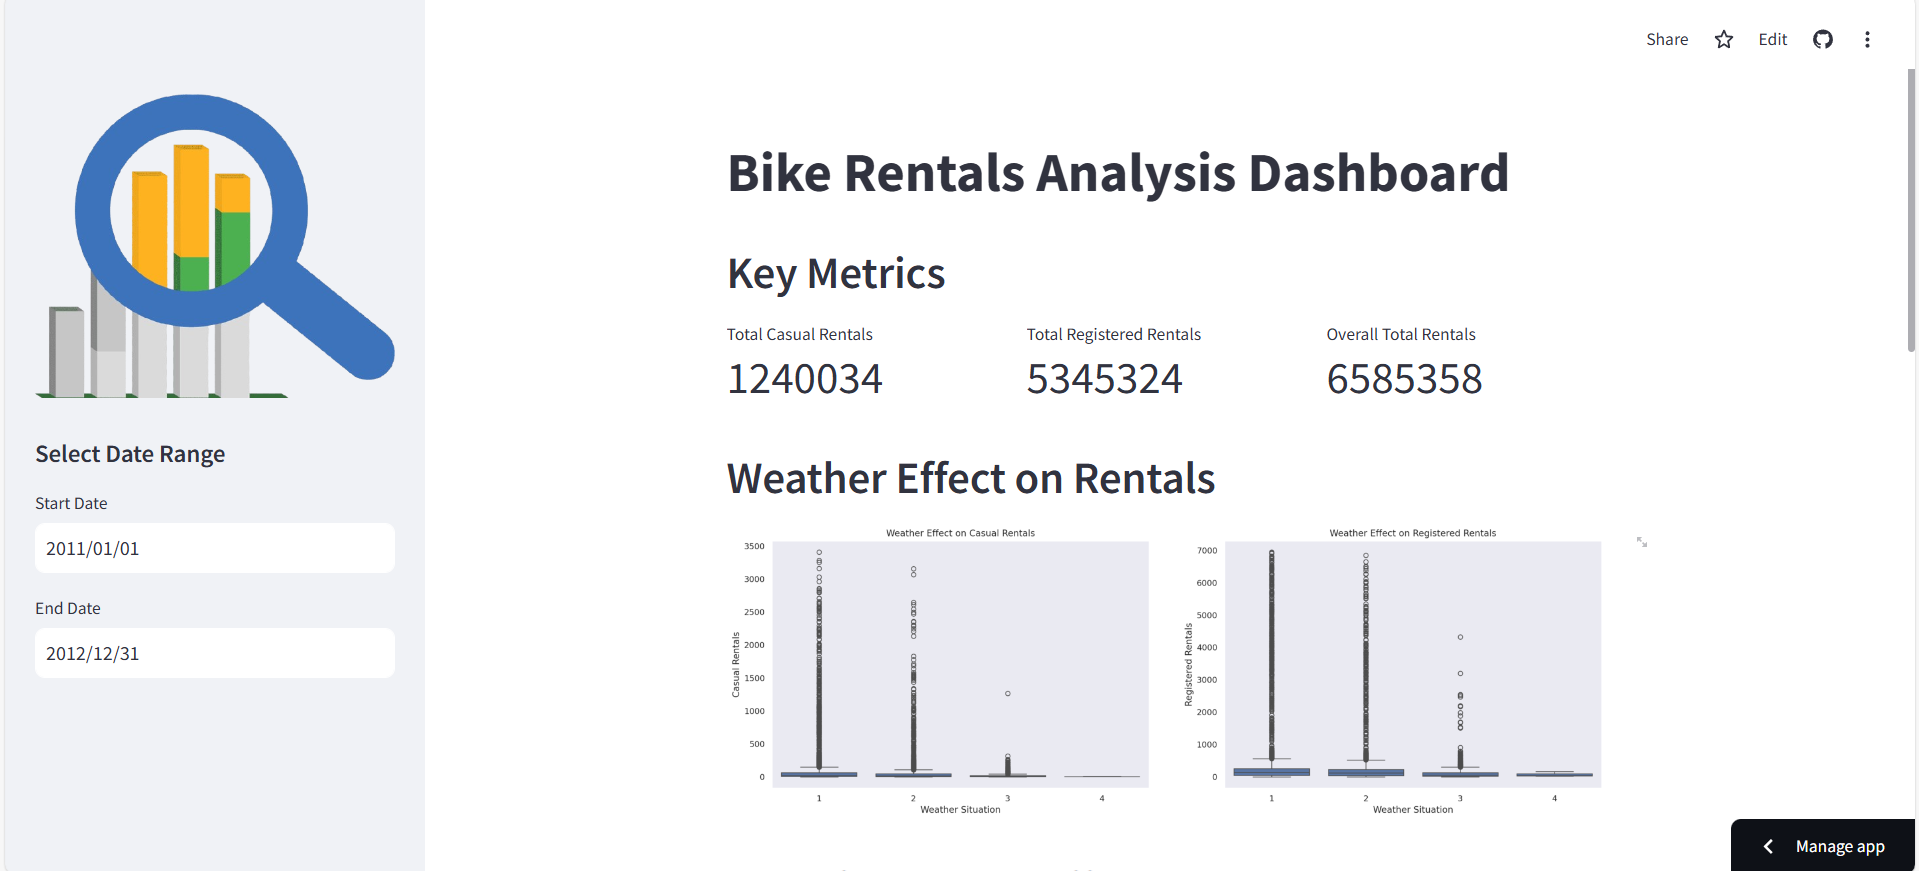 Share
Edit
Select Date Range
Start Date
2011/01/01
End Date
2012/12/31
Bike Rentals Analysis Dashboard
Key Metrics
Total Casual Rentals
1240034
Total Registered Rentals
5345324
Overall Total Rentals
6585358
Weather Effect on Rentals
Weather Effect on Casual Rentals
Casual Rentals
3500
3000
2500
2000
1500
1000
500
0
1 2 3 4
Weather Situation
Weather Effect on Registered Rentals
Registered Rentals
7000
6000
5000
4000
3000
2000
1000
0
1 2 3 4
Weather Situation
Manage app